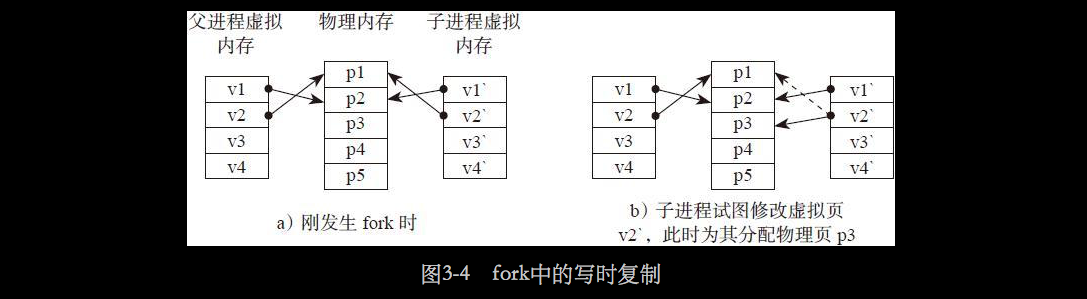 父进程虚拟 物理内存 子进程虚拟
内存 内存
p1 p1
v1 v1` v1 v1`
p2 p2
v2 v2` v2 v2`
p3 p3
v3 v3` v3 v3`
p4 p4
v4 v4` v4 v4`
p5 p5
a）刚发生 fork 时
b）子进程试图修改虚拟页
v2`，此时为其分配物理页 p3
图3-4 fork中的写时复制